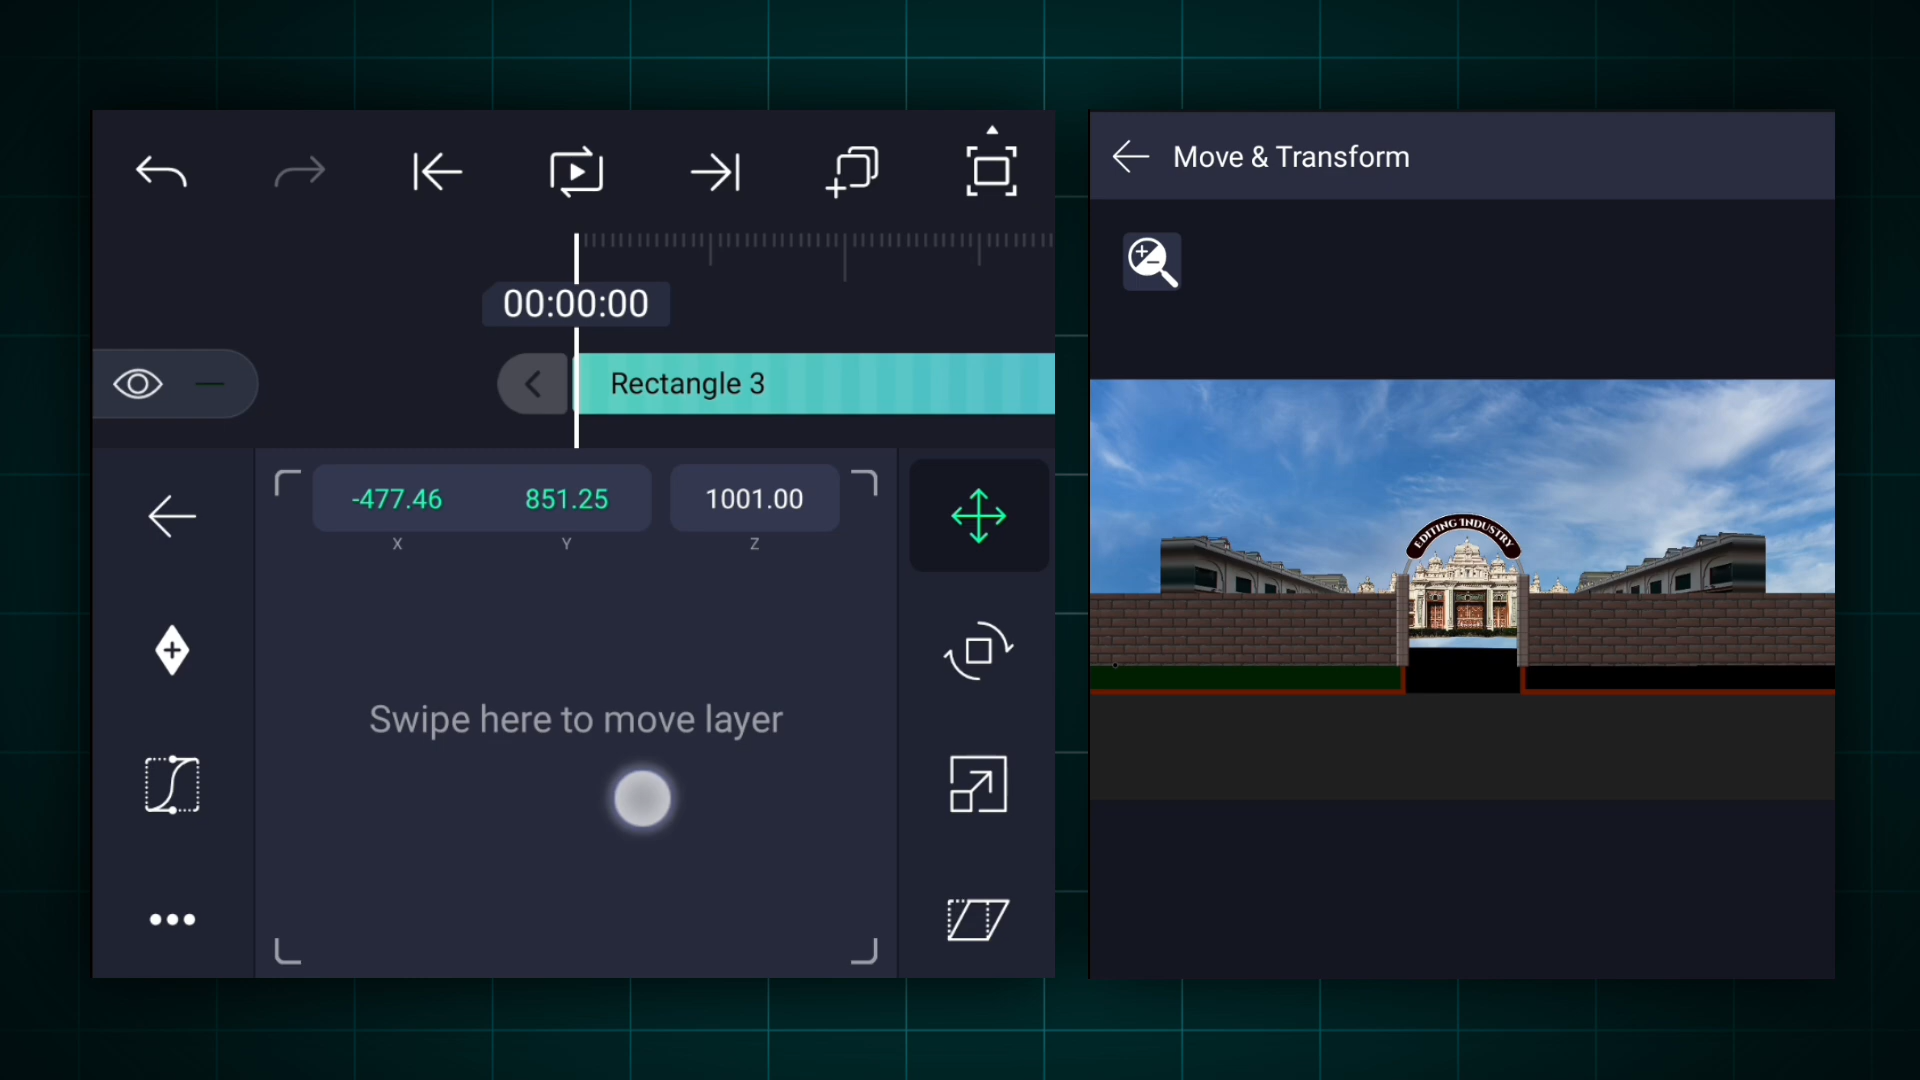 00:00:00
Rectangle 3
-477.46 851.25 1001.00
X Y Z
Swipe here to move layer
Move & Transform
EDITING INDUSTRY